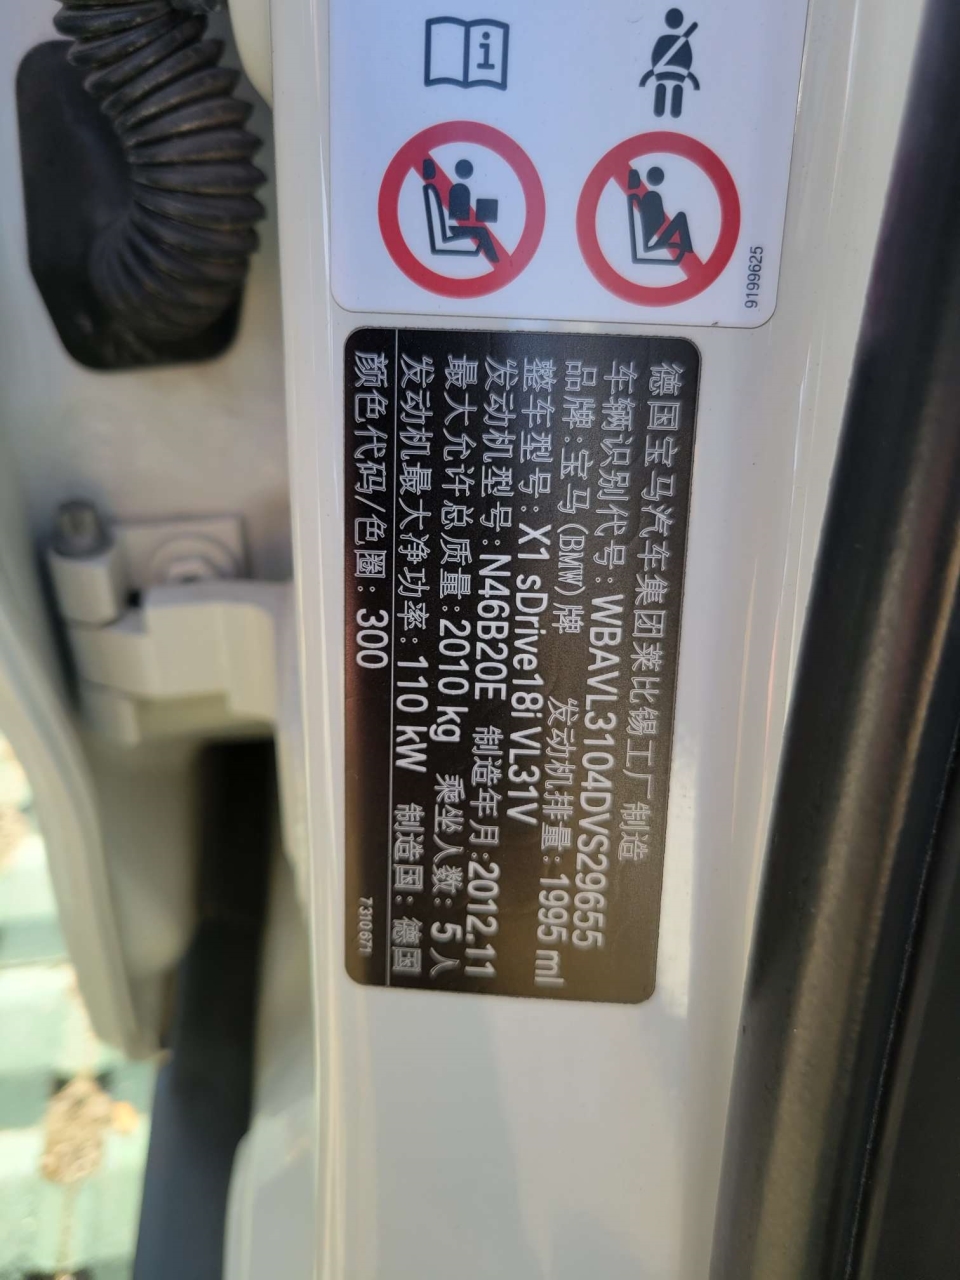 9199625
德国宝马汽车集团莱比锡工厂制造
车辆识别代号:WBAVL3104DVS29655
品牌:宝马(BMW)牌 发动机排量:1995 ml
整车型号:X1 sDrive18i VL31V
发动机型号:N46B20E 制造年月:2012.11
最大允许总质量:2010 kg 乘坐人数:5人
发动机最大净功率:110 kW 制造国:德国
颜色代码/色圈:300 7 310 671